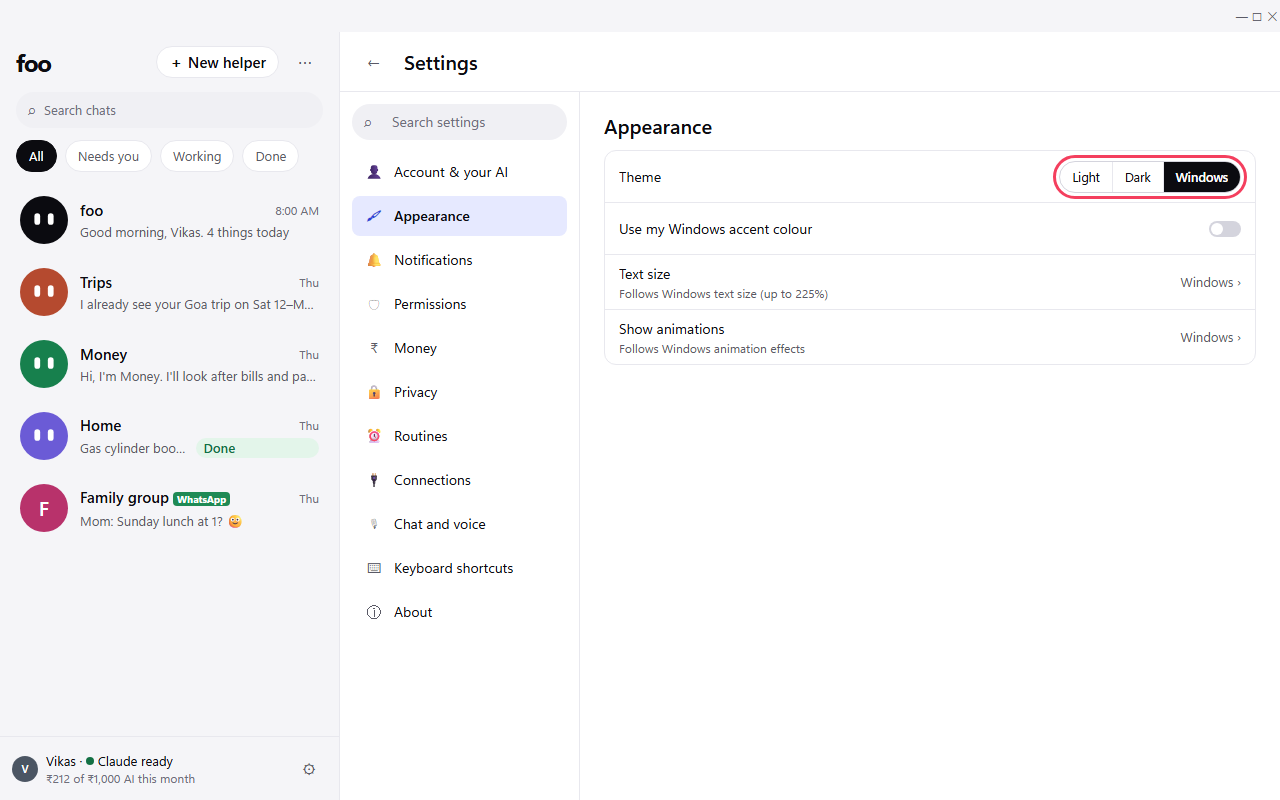 foo
+ New helper
Search chats
All
Needs you
Working
Done
foo
8:00 AM
Good morning, Vikas. 4 things today
Trips
Thu
I already see your Goa trip on Sat 12–M...
Money
Thu
Hi, I'm Money. I'll look after bills and pa...
Home
Thu
Gas cylinder boo...
Done
F
Family group
WhatsApp
Thu
Mom: Sunday lunch at 1?
V
Vikas · Claude ready
₹212 of ₹1,000 AI this month
← Settings
Search settings
Account & your AI
Appearance
Notifications
Permissions
₹ Money
Privacy
Routines
Connections
Chat and voice
Keyboard shortcuts
About
Appearance
Theme
Light
Dark
Windows
Use my Windows accent colour
Text size
Follows Windows text size (up to 225%)
Windows ›
Show animations
Follows Windows animation effects
Windows ›